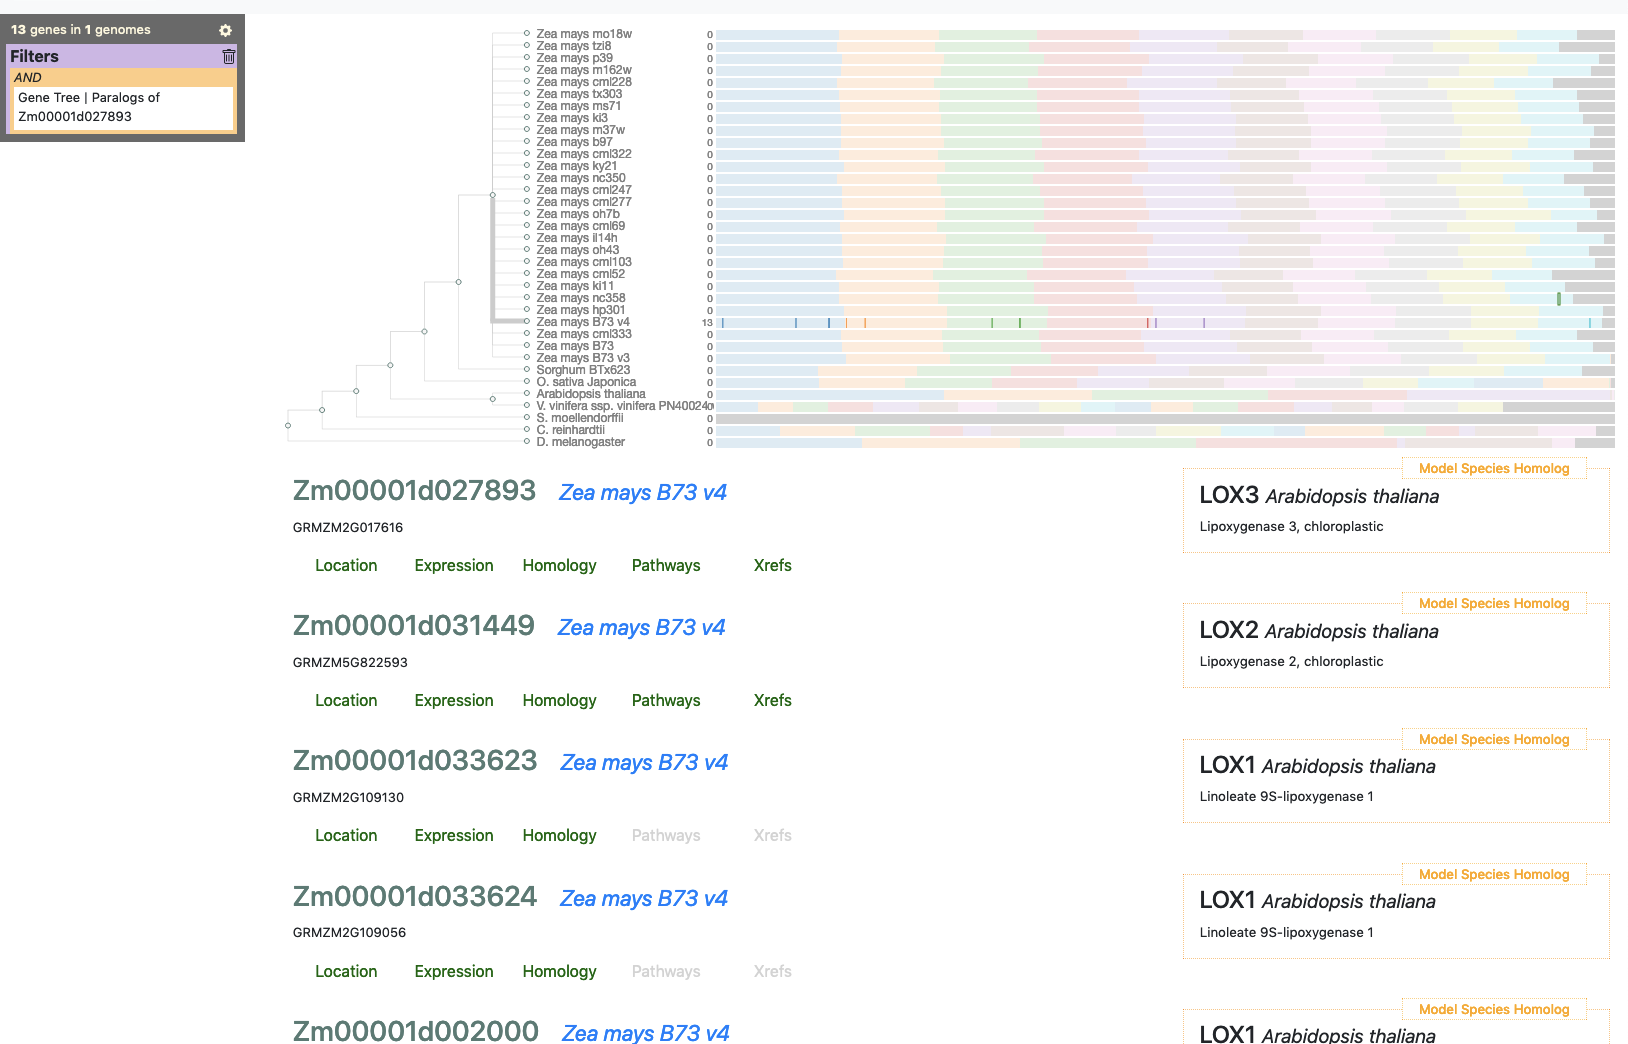 13 genes in 1 genomes
Filters
AND
Gene Tree | Paralogs of
Zm00001d027893
Zea mays mo18w 0
Zea mays tzi8 0
Zea mays p39 0
Zea mays m162w 0
Zea mays cml228 0
Zea mays tx303 0
Zea mays ms71 0
Zea mays ki3 0
Zea mays m37w 0
Zea mays b97 0
Zea mays cml322 0
Zea mays ky21 0
Zea mays nc350 0
Zea mays cml247 0
Zea mays cml277 0
Zea mays oh7b 0
Zea mays cml69 0
Zea mays il14h 0
Zea mays oh43 0
Zea mays cml103 0
Zea mays cml52 0
Zea mays ki11 0
Zea mays nc358 0
Zea mays hp301 0
Zea mays B73 v4 13
Zea mays cml333 0
Zea mays B73 0
Zea mays B73 v3 0
Sorghum BTx623 0
O. sativa Japonica 0
Arabidopsis thaliana 0
V. vinifera ssp. vinifera PN40024
S. moellendorffii 0
C. reinhardtii 0
D. melanogaster 0
Zm00001d027893 Zea mays B73 v4
GRMZM2G017616
Location Expression Homology Pathways Xrefs
Model Species Homolog
LOX3 Arabidopsis thaliana
Lipoxygenase 3, chloroplastic
Zm00001d031449 Zea mays B73 v4
GRMZM5G822593
Location Expression Homology Pathways Xrefs
Model Species Homolog
LOX2 Arabidopsis thaliana
Lipoxygenase 2, chloroplastic
Zm00001d033623 Zea mays B73 v4
GRMZM2G109130
Location Expression Homology Pathways Xrefs
Model Species Homolog
LOX1 Arabidopsis thaliana
Linoleate 9S-lipoxygenase 1
Zm00001d033624 Zea mays B73 v4
GRMZM2G109056
Location Expression Homology Pathways Xrefs
Model Species Homolog
LOX1 Arabidopsis thaliana
Linoleate 9S-lipoxygenase 1
Zm00001d002000 Zea mays B73 v4
Model Species Homolog
LOX1 Arabidopsis thaliana